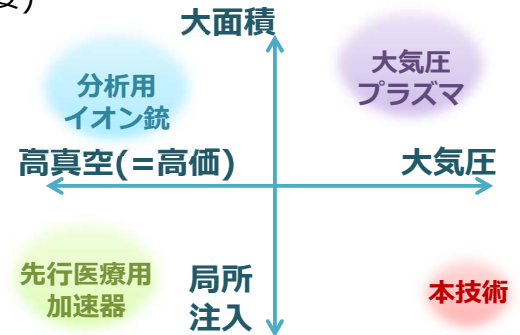 大面積
分析用
イオン銃
大気圧
プラズマ
高真空(=高価)
大気圧
先行医療用
加速器
局所
注入
本技術